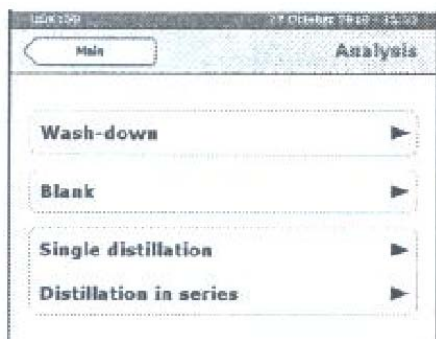 Main
Analysis
Wash-down
Blank
Single distillation
Distillation in series